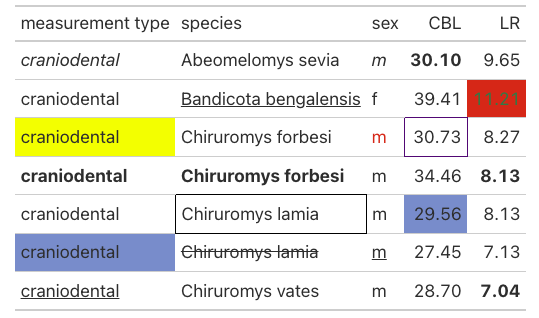 measurement type species sex CBL LR
craniodental Abeomelomys sevia m 30.10 9.65
craniodental Bandicota bengalensis f 39.41 11.21
craniodental Chiruromys forbesi m 30.73 8.27
craniodental Chiruromys forbesi m 34.46 8.13
craniodental Chiruromys lamia m 29.56 8.13
craniodental Chiruromys lamia m 27.45 7.13
craniodental Chiruromys vates m 28.70 7.04